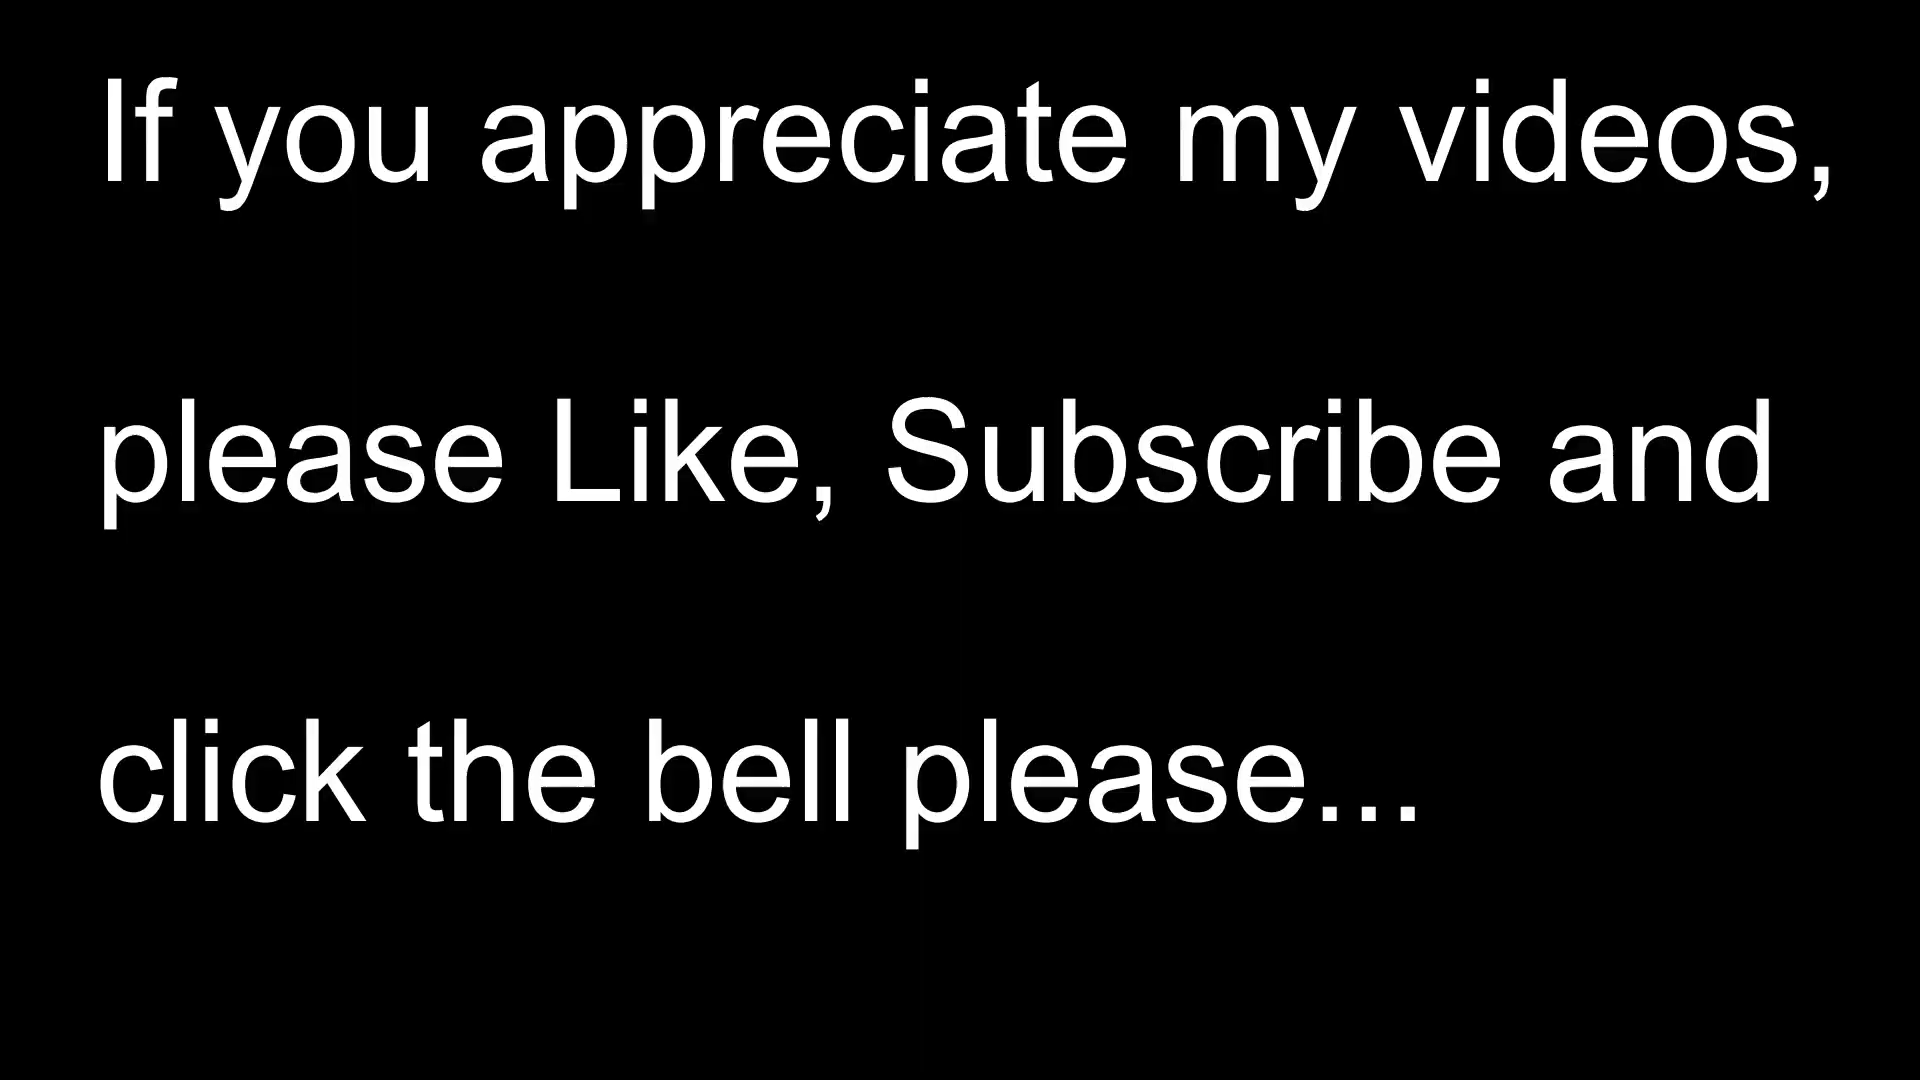 If you appreciate my videos,
please Like, Subscribe and
click the bell please...